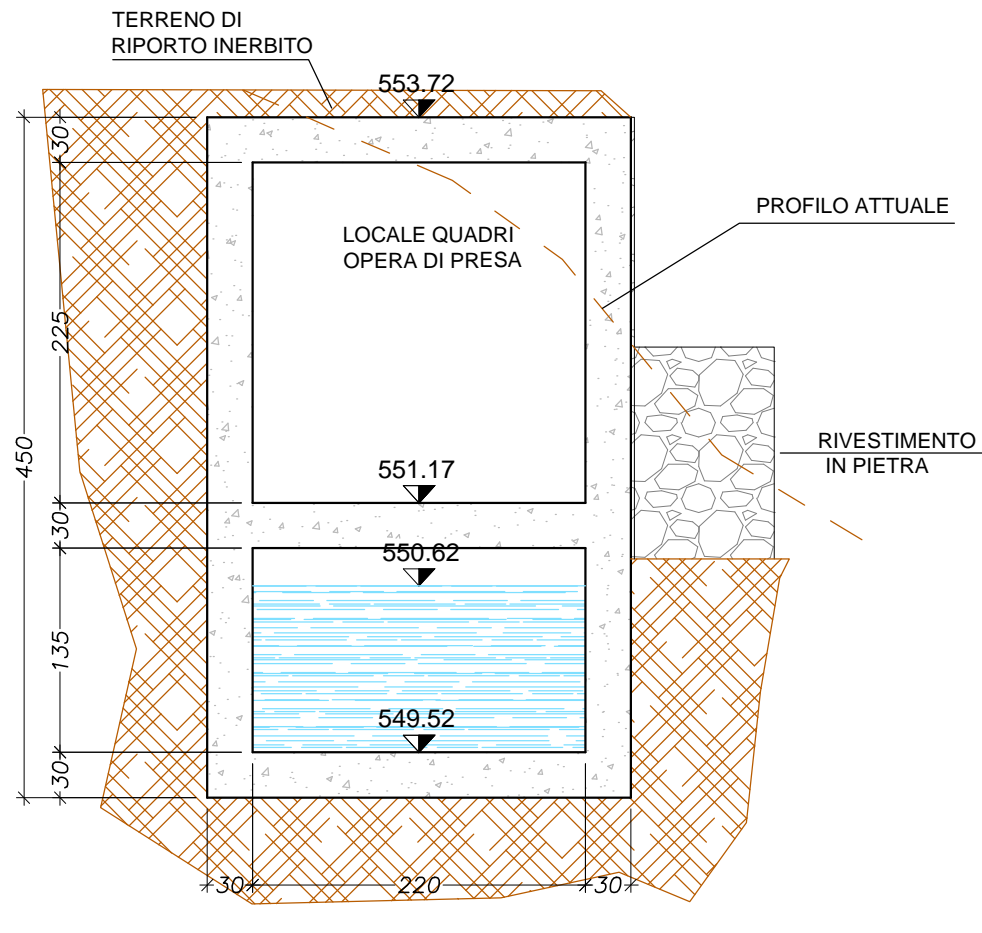 TERRENO DI
RIPORTO INERBITO
553.72
30
PROFILO ATTUALE
LOCALE QUADRI
OPERA DI PRESA
225
RIVESTIMENTO
IN PIETRA
450
551.17
30
550.62
135
549.52
30
30
220
30